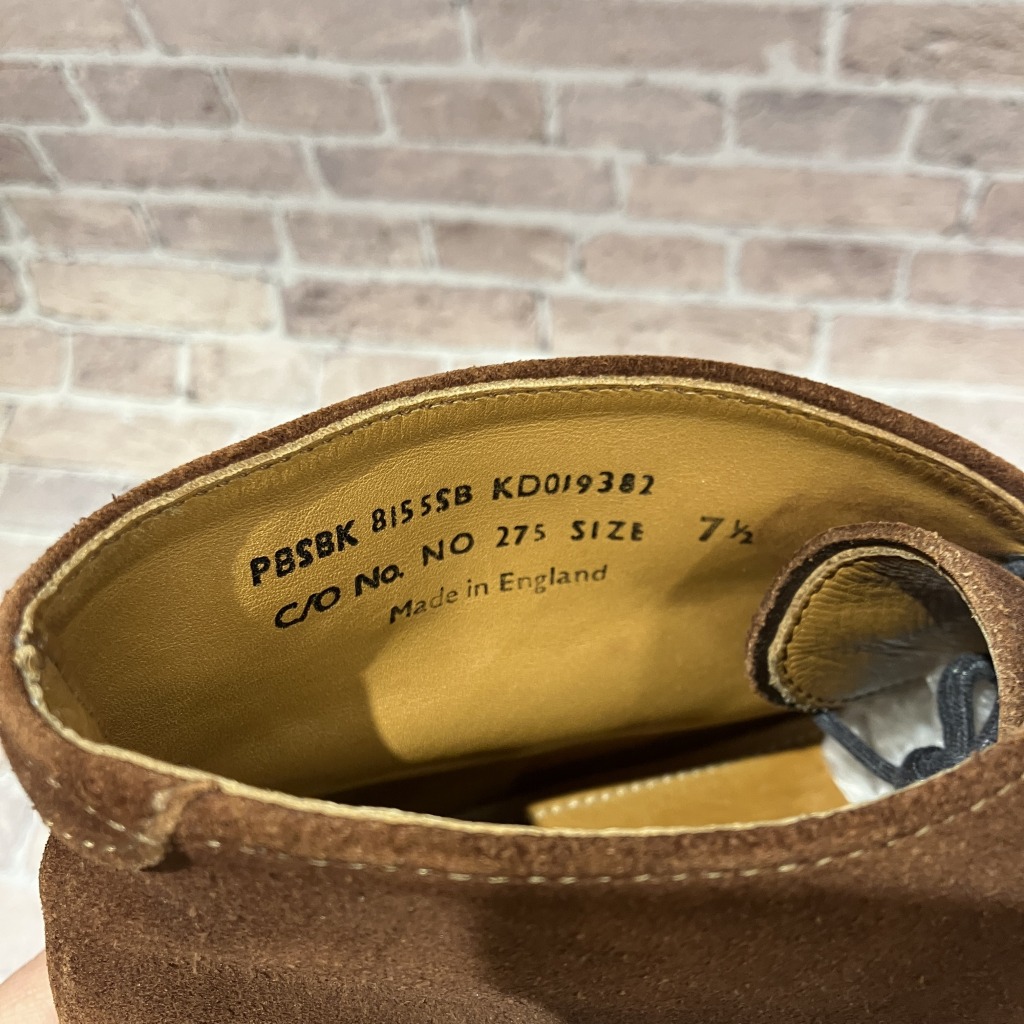 PBSBK 8155SB KD019382
C/O No. NO 275 SIZE 7½
Made in England